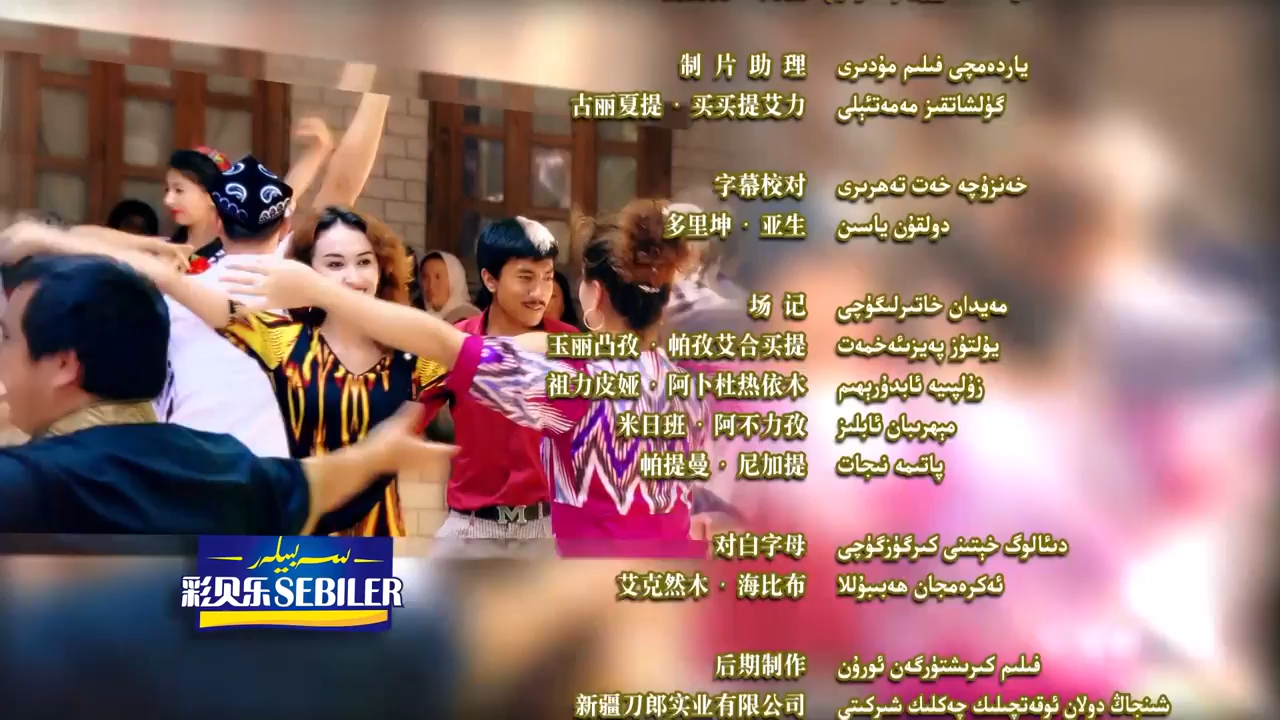 制片助理 ياردەمچى فىلىم مۇدىرى
古丽夏提·买买提艾力 گۇلشاتقىز مەمەتئېلى
字幕校对 خەنزۇچە خەت تەھرىرى
多里坤·亚生 دولقۇن ياسىن
场记 مەيدان خاتىرلىگۈچى
玉丽凸孜·帕孜艾合买提 يۇلتۇز پەيزىئەخمەت
祖力皮娅·阿卜杜热依木 زۇلپىيە ئابدۇرېھىم
米日班·阿不力孜 مېھرىبان ئابلىز
帕提曼·尼加提 پاتىمە نىجات
对白字母 دىئالوگ خېتىنى كىرگۈزگۈچى
艾克然木·海比布 ئەكرەمجان ھەبىبۇللا
后期制作 فىلىم كىرىشتۈرگەن ئورۇن
新疆刀郎实业有限公司 شىنجاڭ دولان ئوقەتچىلىك چەكلىك شىركىتى
سەبىيلەر
彩贝乐SEBILER